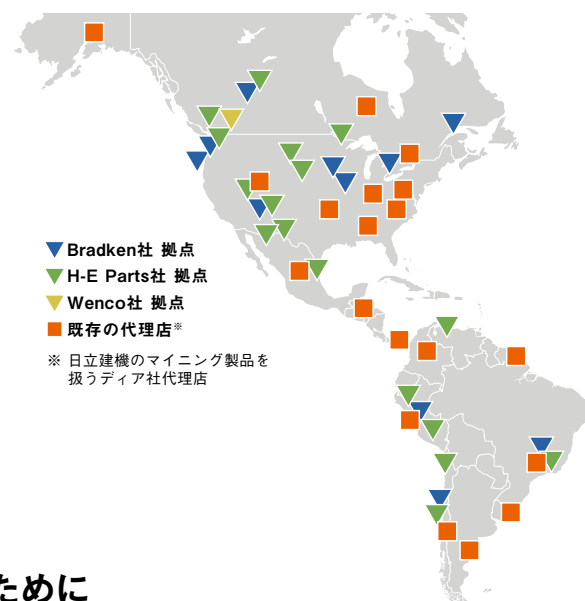 Bradken社 拠点
H-E Parts社 拠点
Wenco社 拠点
既存の代理店※
※ 日立建機のマイニング製品を
扱うディア社代理店
ために